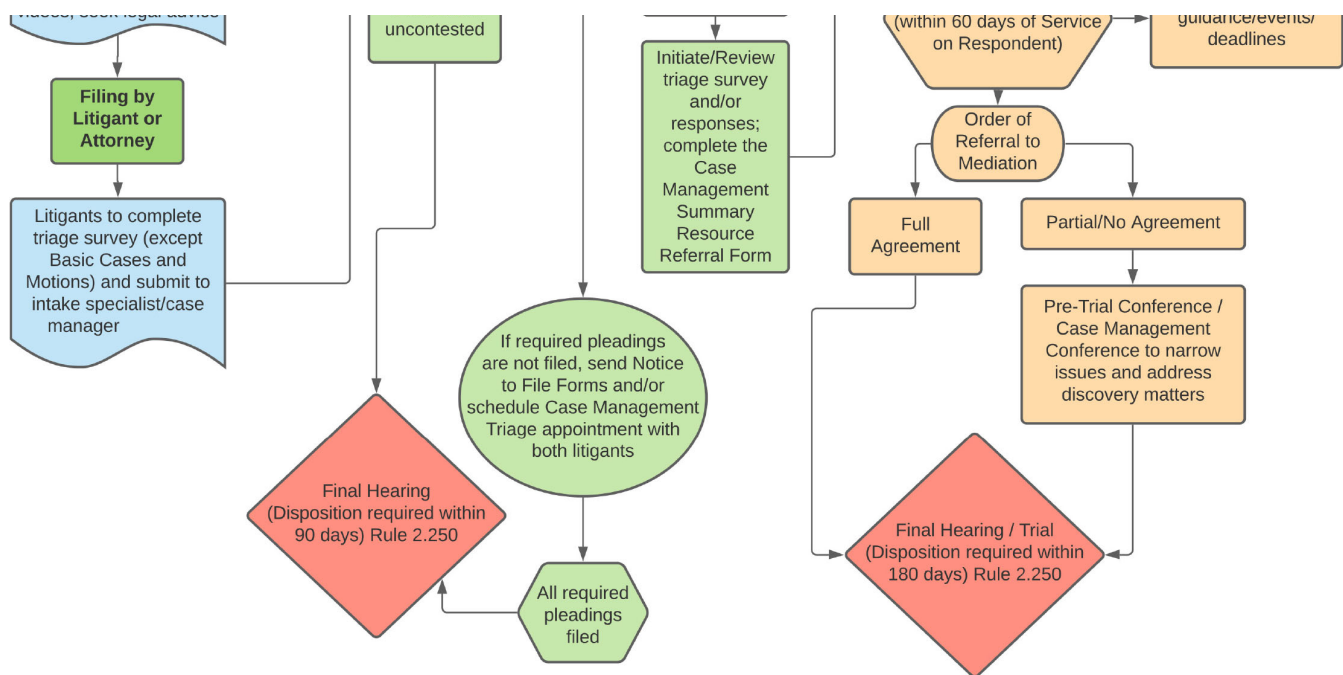 videos, seek legal advice
Filing by
Litigant or
Attorney
Litigants to complete
triage survey (except
Basic Cases and
Motions) and submit to
intake specialist/case
manager
uncontested
Final Hearing
(Disposition required within
90 days) Rule 2.250
If required pleadings
are not filed, send Notice
to File Forms and/or
schedule Case Management
Triage appointment with
both litigants
All required
pleadings
filed
Initiate/Review
triage survey
and/or
responses;
complete the
Case
Management
Summary
Resource
Referral Form
(within 60 days of Service
on Respondent)
guidance/events/
deadlines
Order of
Referral to
Mediation
Full
Agreement
Partial/No Agreement
Pre-Trial Conference /
Case Management
Conference to narrow
issues and address
discovery matters
Final Hearing / Trial
(Disposition required within
180 days) Rule 2.250